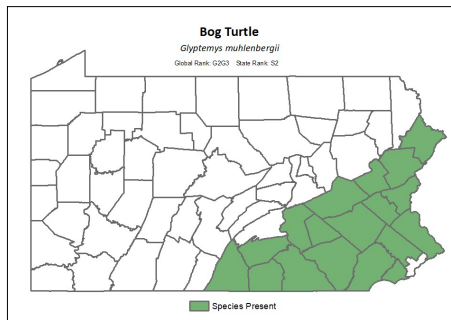 Bog Turtle
Glyptemys muhlenbergii
Global Rank: G2G3 State Rank: S2
Species Present